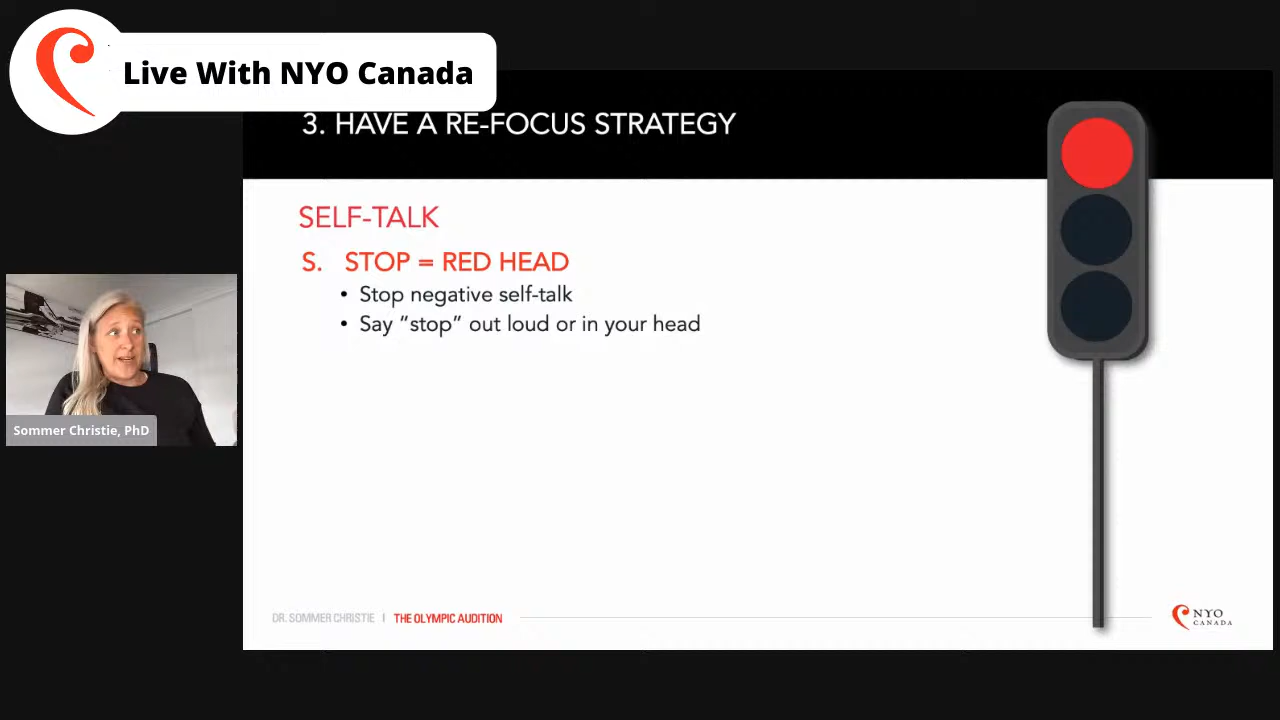 Live With NYO Canada
3. HAVE A RE-FOCUS STRATEGY
SELF-TALK
S. STOP = RED HEAD
• Stop negative self-talk
• Say “stop” out loud or in your head
Sommer Christie, PhD
DR. SOMMER CHRISTIE | THE OLYMPIC AUDITION
NYO
CANADA